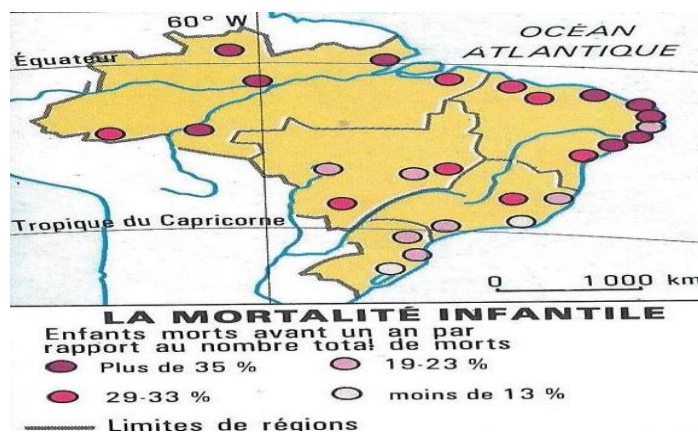 60° W
OCÉAN
ATLANTIQUE
Équateur
Tropique du Capricorne
0 1 000 km
LA MORTALITÉ INFANTILE
Enfants morts avant un an par
rapport au nombre total de morts
Plus de 35 % 19-23 %
29-33 % moins de 13 %
Limites de régions